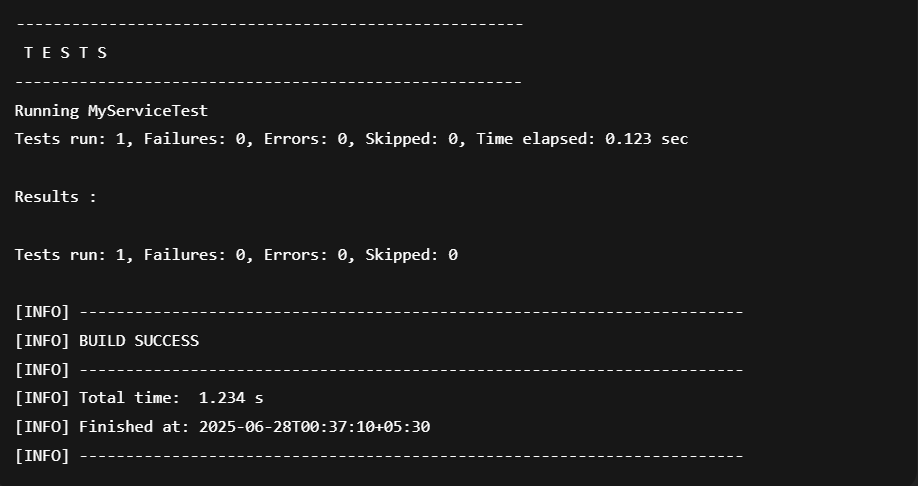 -------------------------------------------------------
T E S T S
-------------------------------------------------------
Running MyServiceTest
Tests run: 1, Failures: 0, Errors: 0, Skipped: 0, Time elapsed: 0.123 sec
Results :
Tests run: 1, Failures: 0, Errors: 0, Skipped: 0
[INFO] ------------------------------------------------------------------------
[INFO] BUILD SUCCESS
[INFO] ------------------------------------------------------------------------
[INFO] Total time:  1.234 s
[INFO] Finished at: 2025-06-28T00:37:10+05:30
[INFO] ------------------------------------------------------------------------